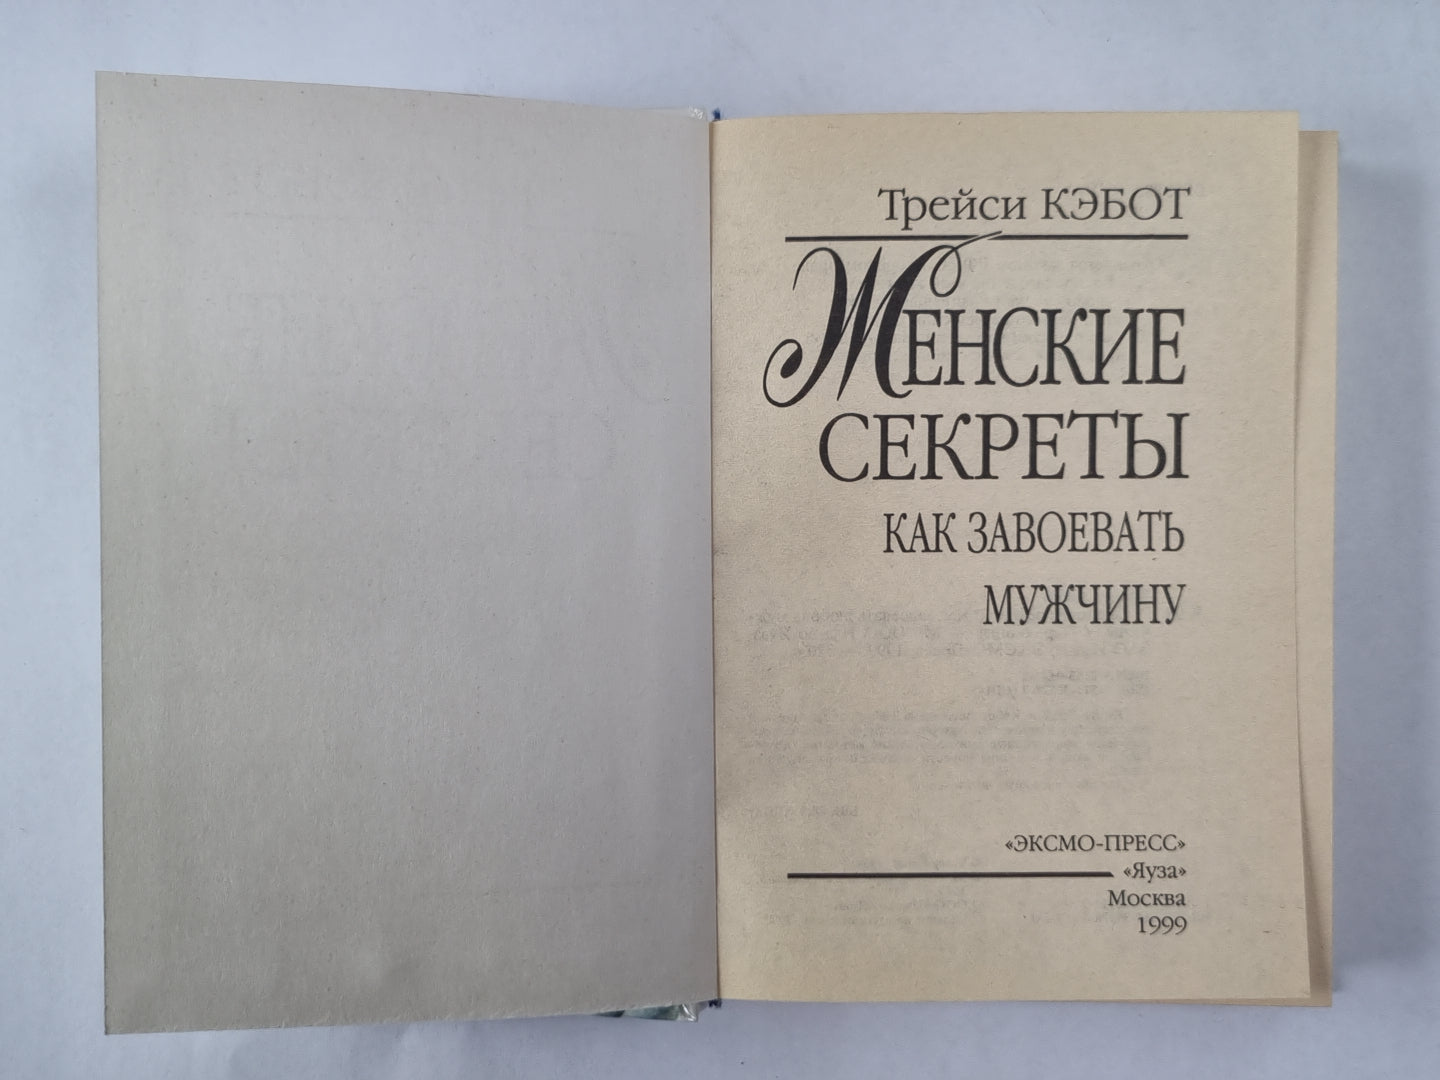 Трейси КЭБОТ
ЖЕНСКИЕ
СЕКРЕТЫ
КАК ЗАВОЕВАТЬ
МУЖЧИНУ
«ЭКСМО-ПРЕСС»
«Яуза»
Москва
1999